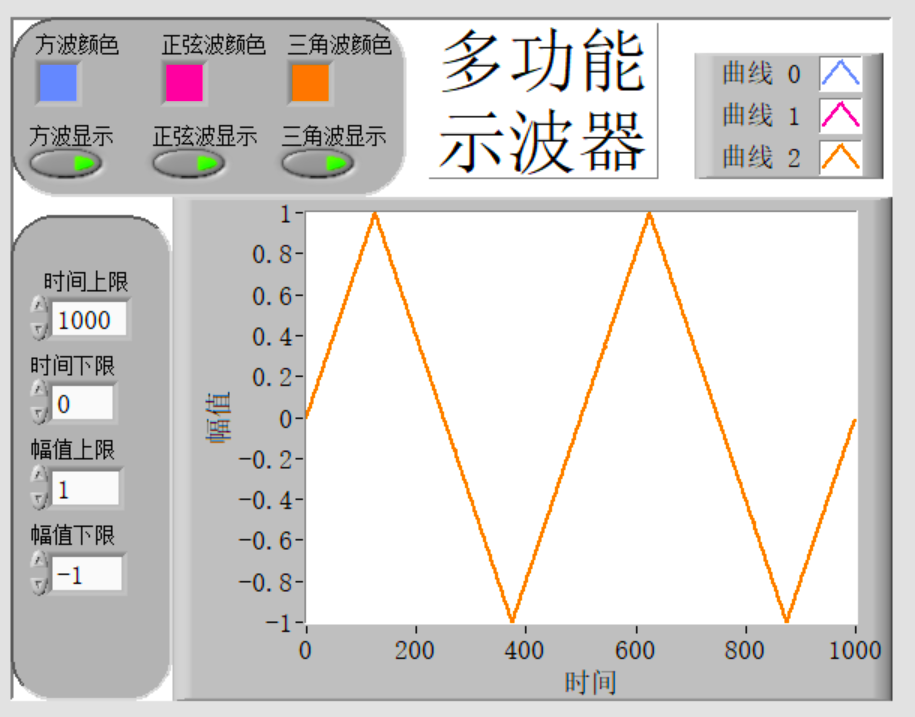 方波颜色 正弦波颜色 三角波颜色
方波显示 正弦波显示 三角波显示
多功能
示波器
曲线 0
曲线 1
曲线 2
时间上限
1000
时间下限
0
幅值上限
1
幅值下限
-1
幅值
1
0.8
0.6
0.4
0.2
0
-0.2
-0.4
-0.6
-0.8
-1
0 200 400 600 800 1000
时间